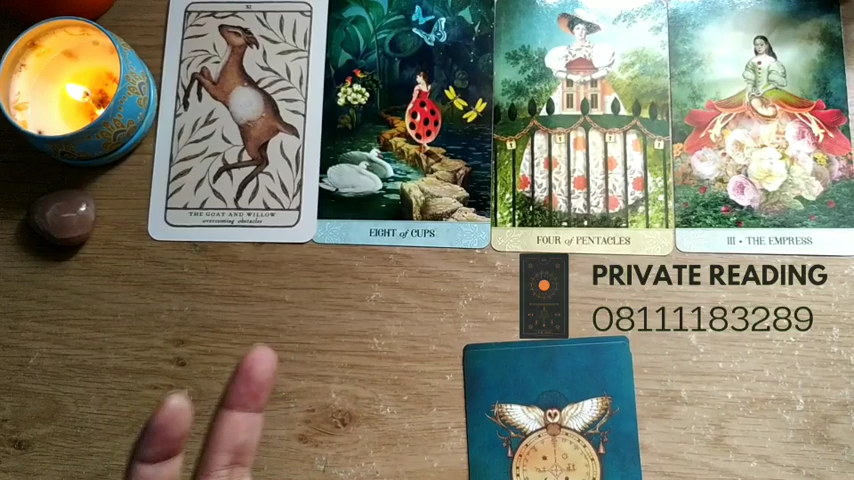 XI
THE GOAT AND WILLOW
overcoming obstacles
EIGHT of CUPS
FOUR of PENTACLES
III • THE EMPRESS
PRIVATE READING
08111183289